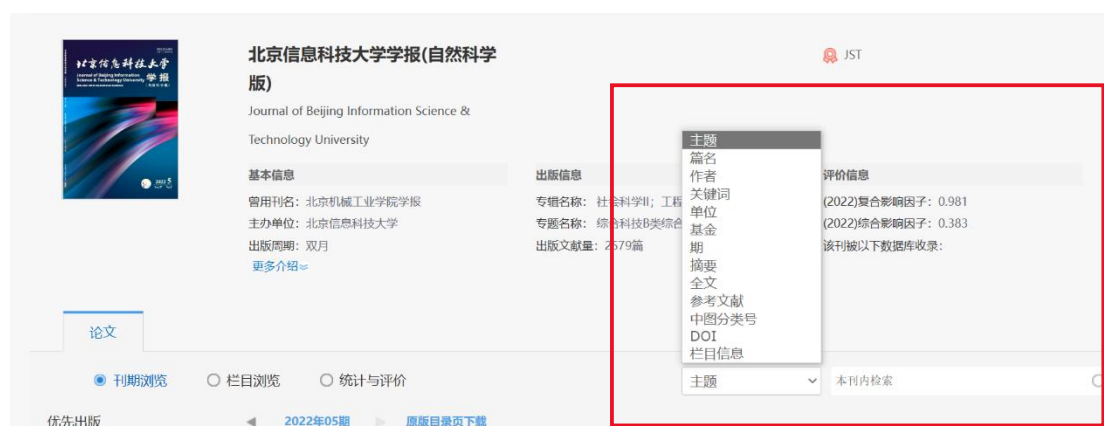 北京信息科技大学
学报
北京信息科技大学学报(自然科学
版)
Journal of Beijing Information Science &
Technology University
JST
基本信息
曾用刊名：北京机械工业学院学报
主办单位：北京信息科技大学
出版周期：双月
更多介绍
出版信息
专辑名称：社会科学II；工程
专题名称：综合科技B类综合
出版文献量：2579篇
评价信息
(2022)复合影响因子：0.981
(2022)综合影响因子：0.383
该刊被以下数据库收录：
主题
篇名
作者
关键词
单位
基金
期
摘要
全文
参考文献
中图分类号
DOI
栏目信息
论文
刊期浏览 栏目浏览 统计与评价
主题 本刊内检索
优先出版 2022年05期 原版目录页下载